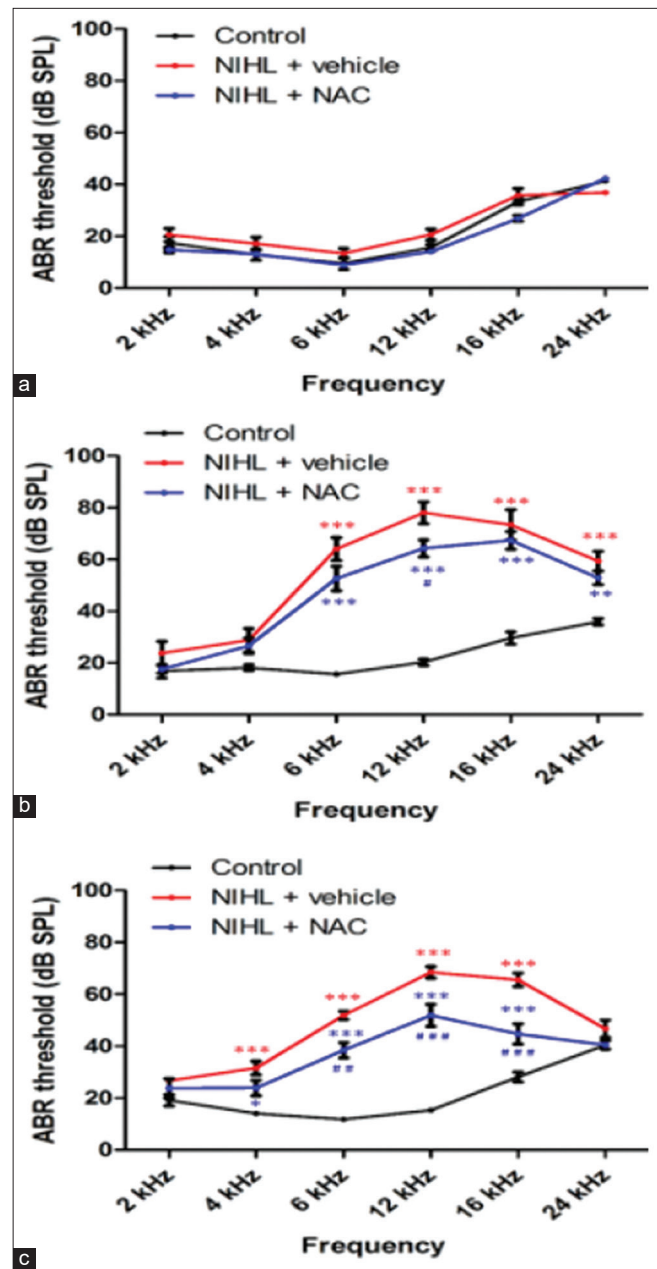 Control
NIHL + vehicle
NIHL + NAC
ABR threshold (dB SPL)
100
80
60
40
20
0
2 kHz
4 kHz
6 kHz
12 kHz
16 kHz
24 kHz
Frequency
a
Control
NIHL + vehicle
NIHL + NAC
ABR threshold (dB SPL)
100
80
60
40
20
0
***
***
***
***
***
***
#
***
**
2 kHz
4 kHz
6 kHz
12 kHz
16 kHz
24 kHz
Frequency
b
Control
NIHL + vehicle
NIHL + NAC
ABR threshold (dB SPL)
100
80
60
40
20
0
***
***
***
***
*
***
##
***
###
***
###
2 kHz
4 kHz
6 kHz
12 kHz
16 kHz
24 kHz
Frequency
c